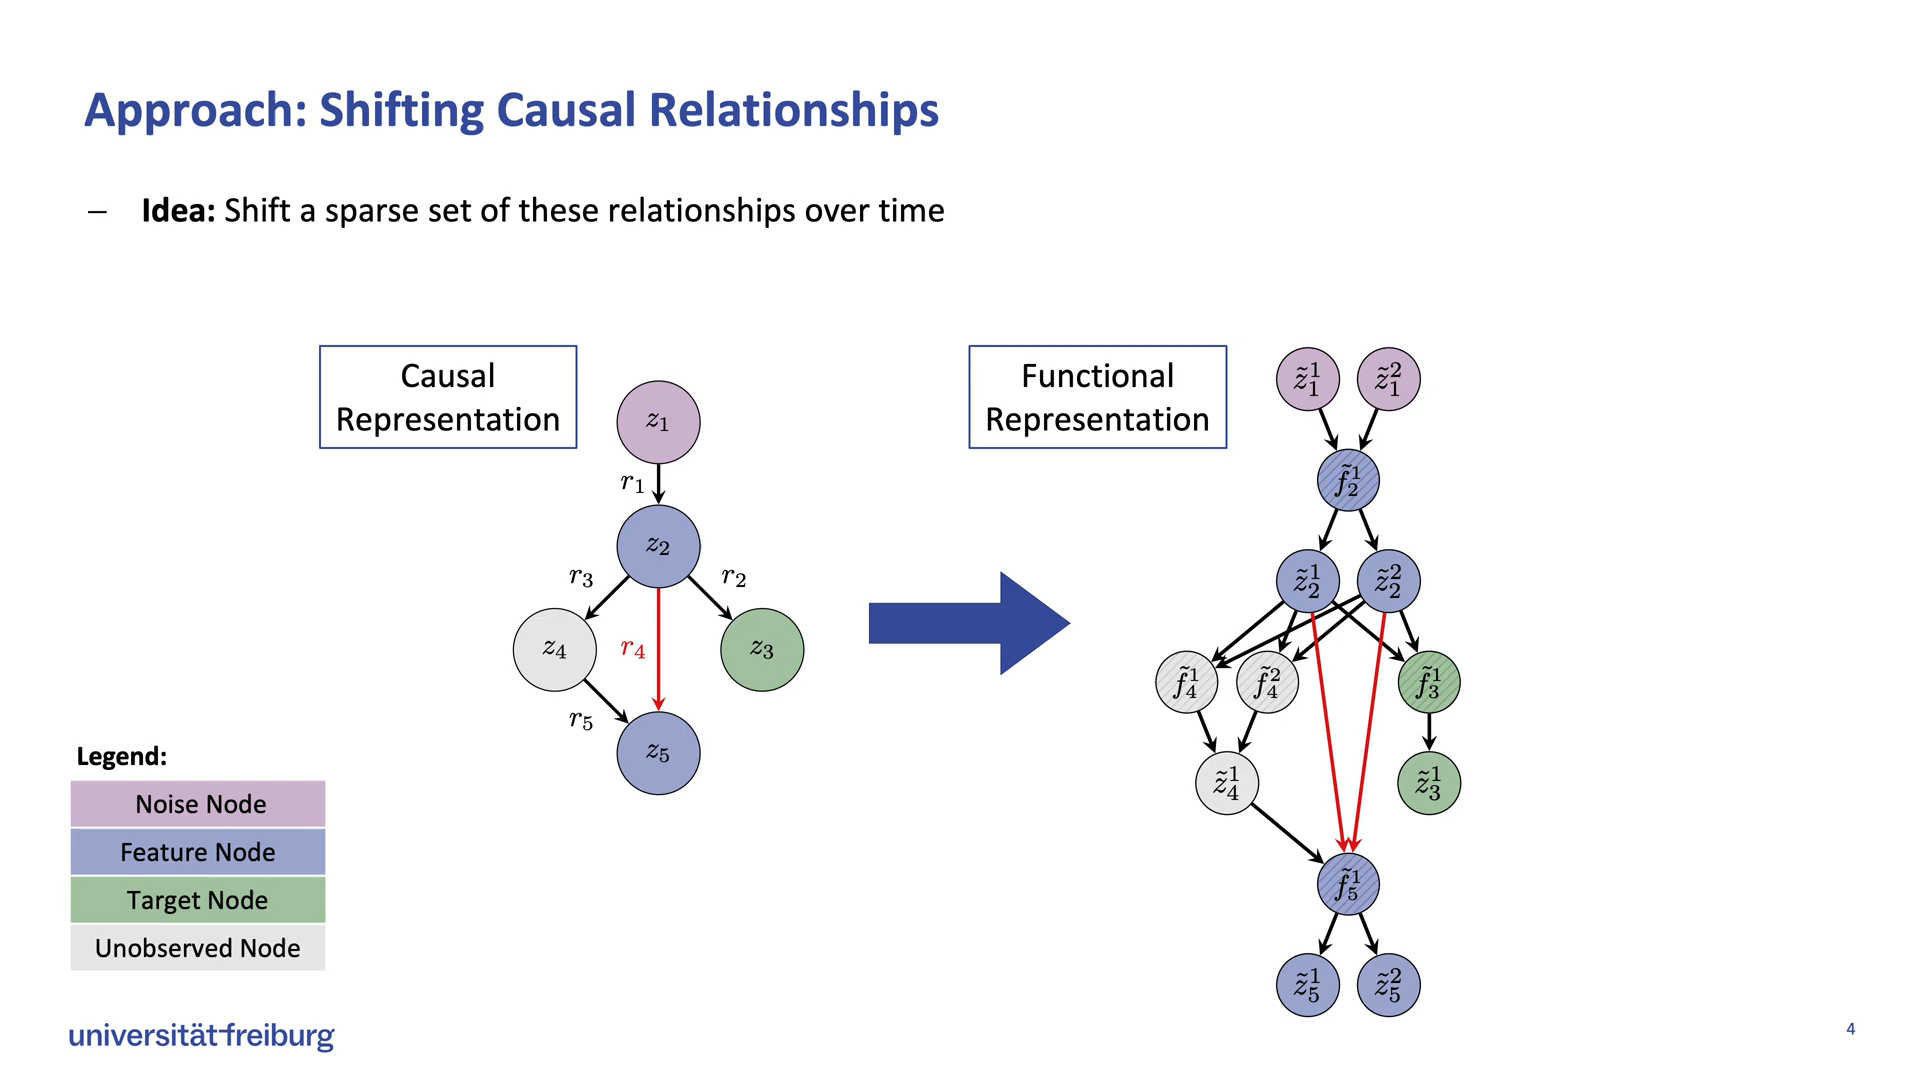 Approach: Shifting Causal Relationships
– Idea: Shift a sparse set of these relationships over time
Causal
Representation
z₁
r₁
z₂
r₃
r₂
z₄
r₄
z₃
r₅
z₅
Functional
Representation
z̃₁¹ z̃₁²
f̃₂¹
z̃₂¹ z̃₂²
f̃₄¹ f̃₄² f̃₃¹
z̃₄¹ z̃₃¹
f̃₅¹
z̃₅¹ z̃₅²
Legend:
Noise Node
Feature Node
Target Node
Unobserved Node
universität freiburg
4